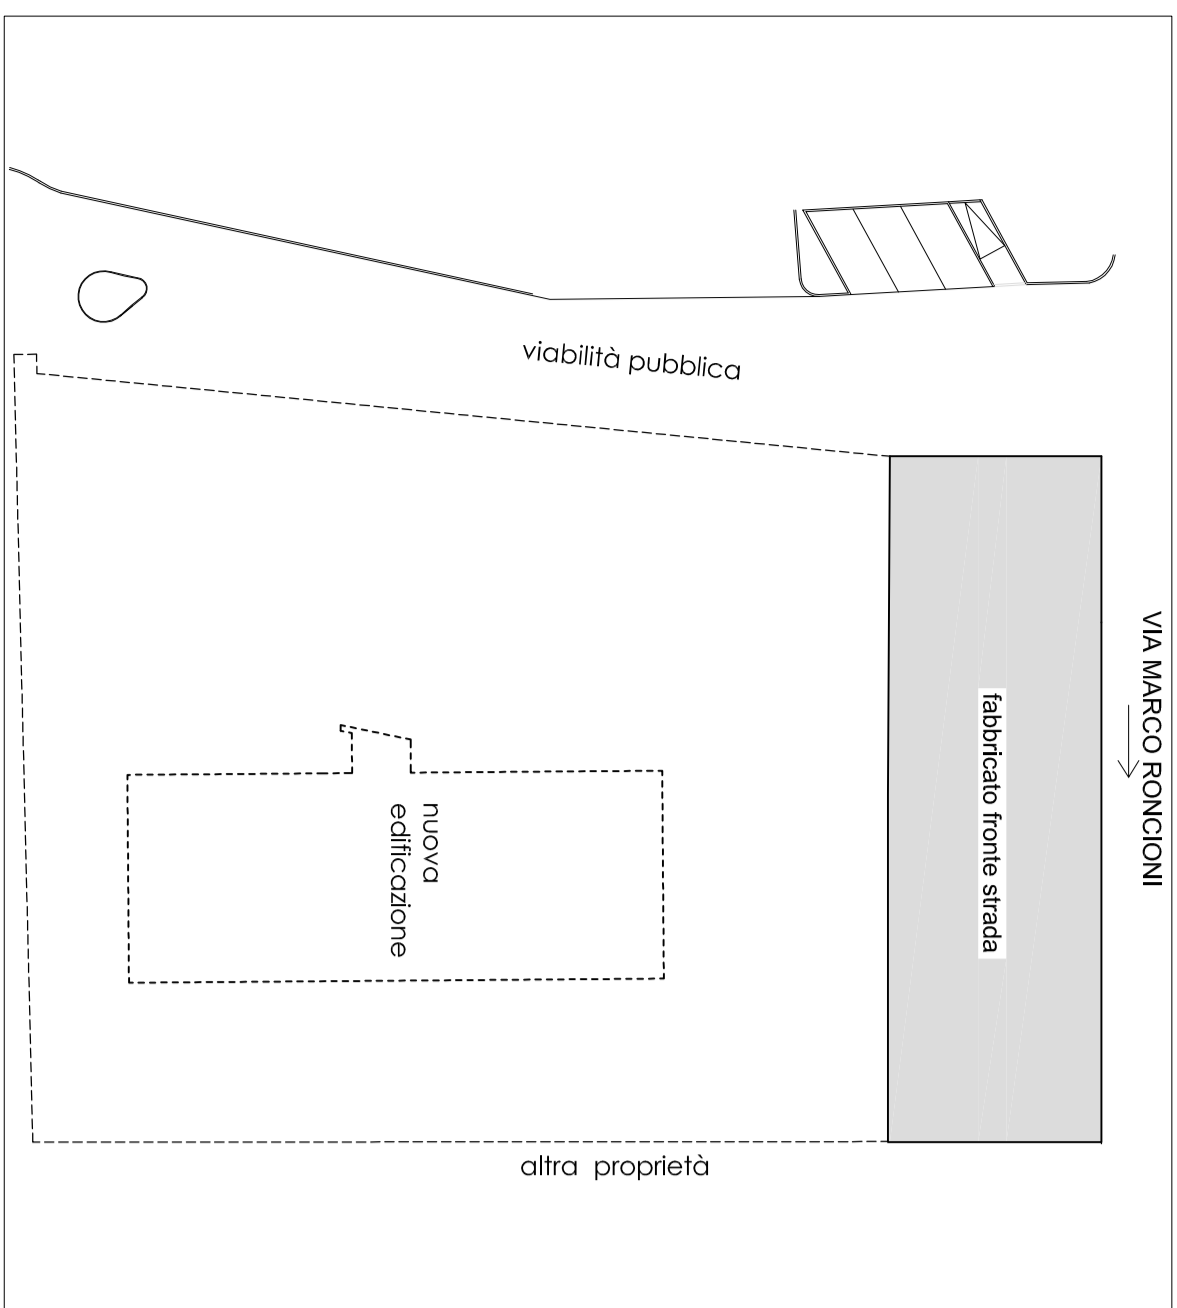 viabilità pubblica
VIA MARCO RONCIONI
fabbricato fronte strada
nuova
edificazione
altra proprietà